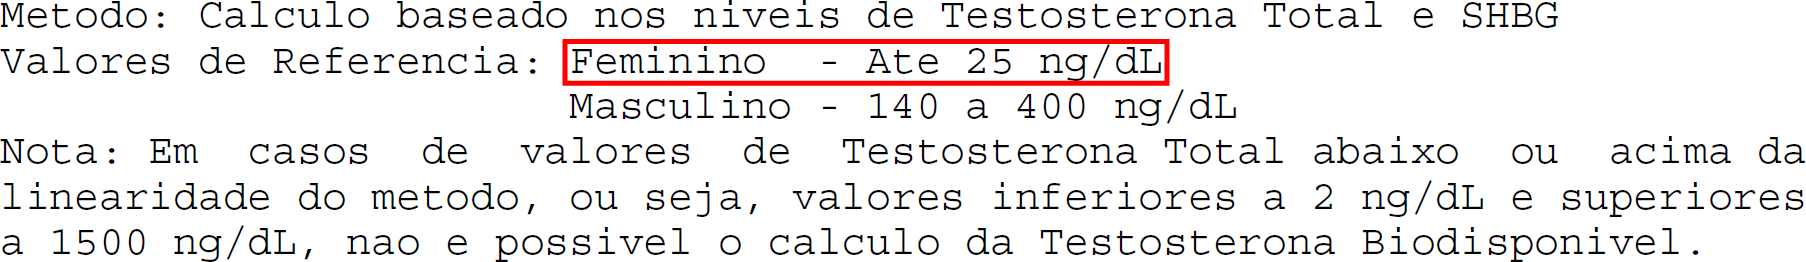 Metodo: Calculo baseado nos niveis de Testosterona Total e SHBG
Valores de Referencia: Feminino - Ate 25 ng/dL
Masculino - 140 a 400 ng/dL
Nota: Em casos de valores de Testosterona Total abaixo ou acima da
linearidade do metodo, ou seja, valores inferiores a 2 ng/dL e superiores
a 1500 ng/dL, nao e possivel o calculo da Testosterona Biodisponivel.